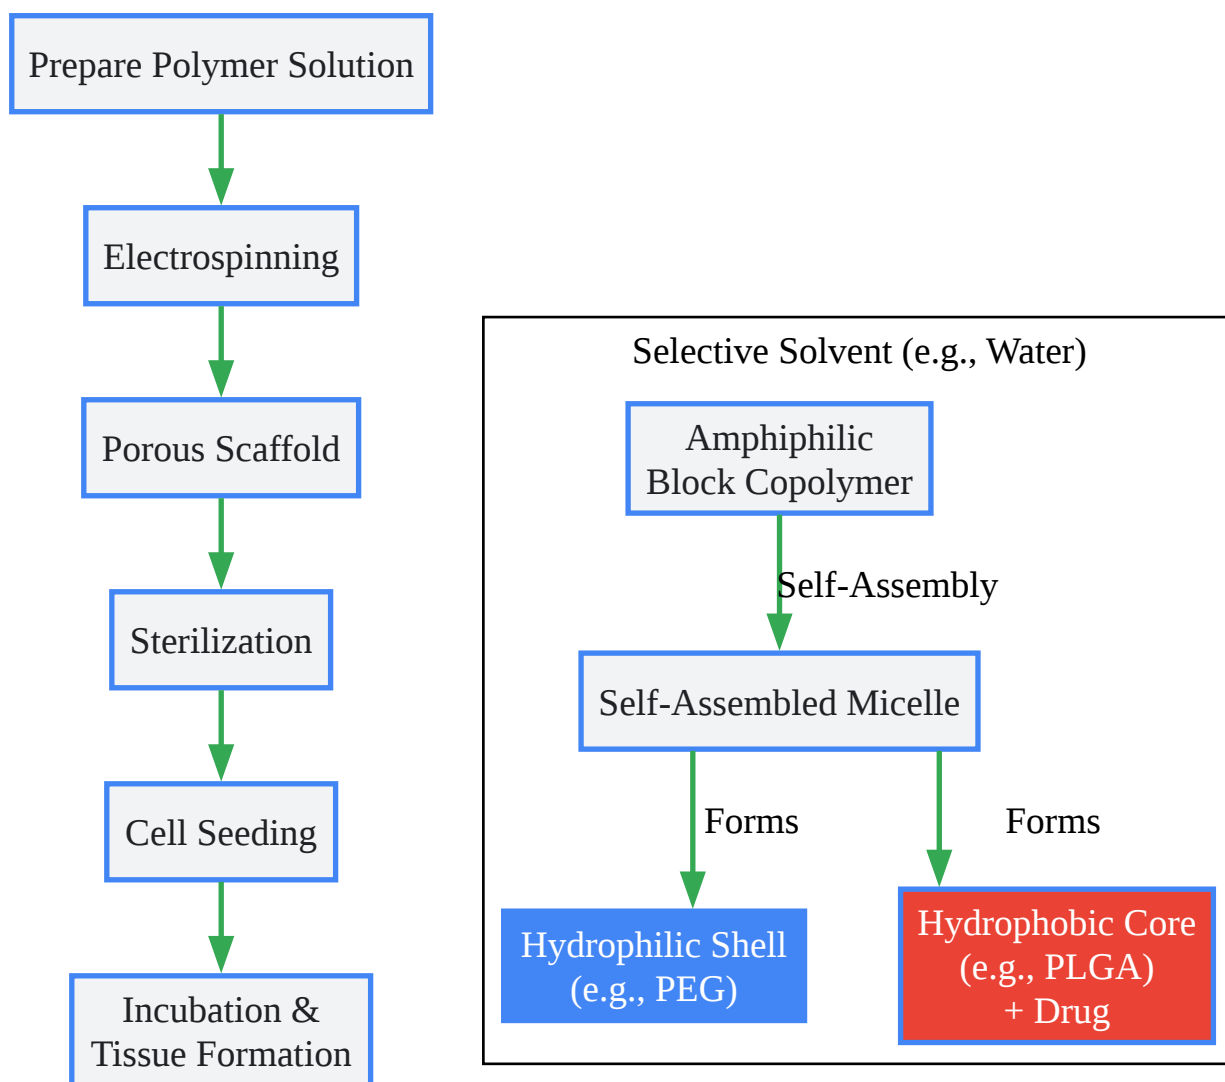 Prepare Polymer Solution
Electrospinning
Porous Scaffold
Sterilization
Cell Seeding
Incubation &
Tissue Formation
Selective Solvent (e.g., Water)
Amphiphilic
Block Copolymer
Self-Assembly
Self-Assembled Micelle
Forms
Forms
Hydrophilic Shell
(e.g., PEG)
Hydrophobic Core
(e.g., PLGA)
+ Drug